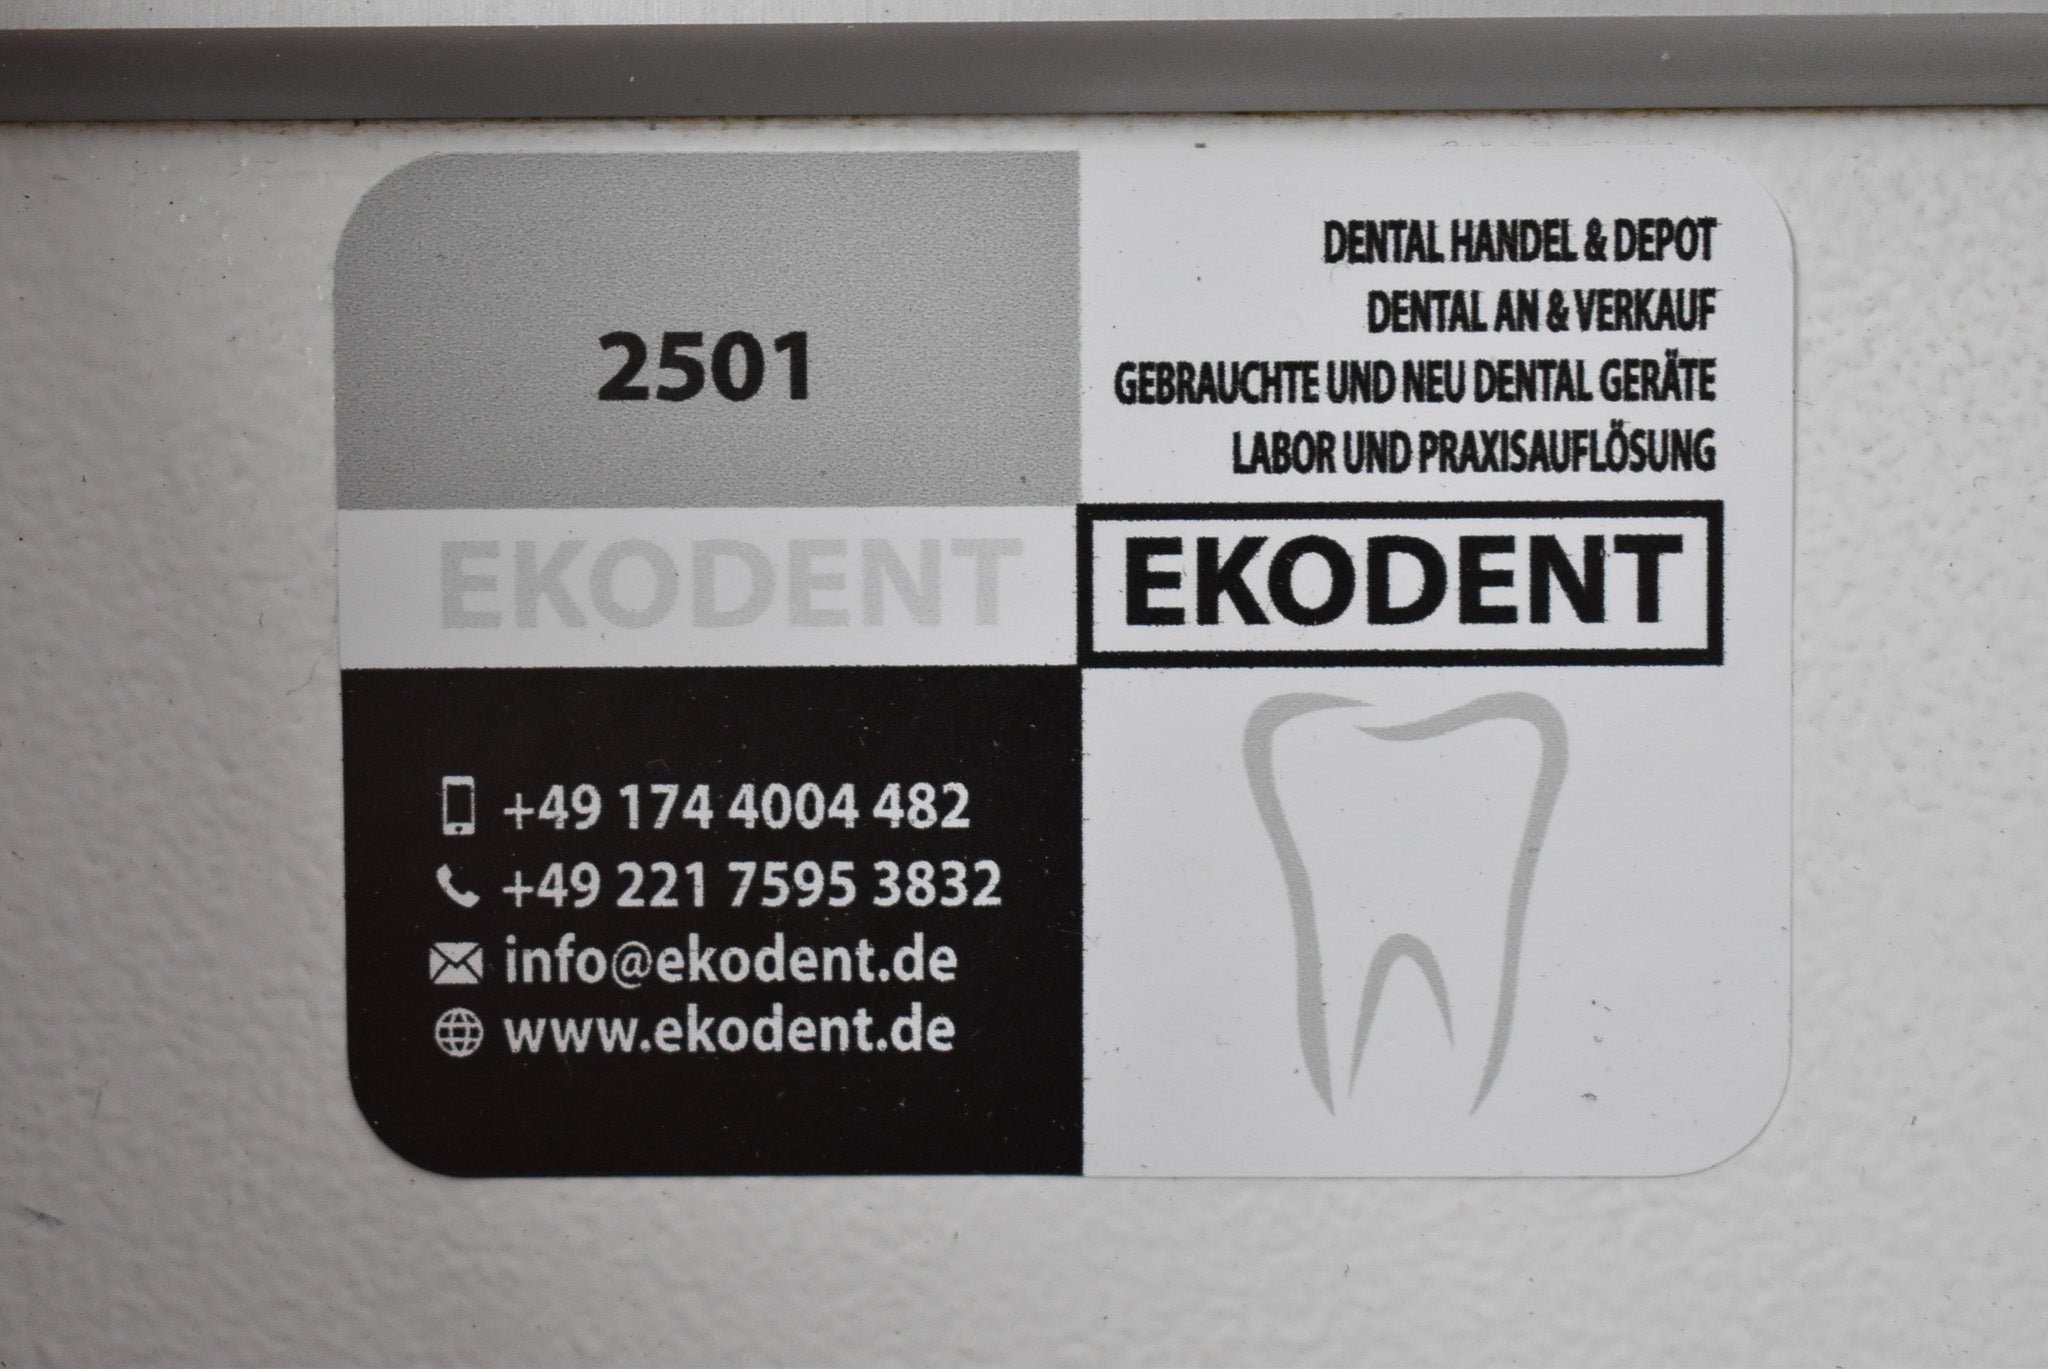 2501
DENTAL HANDEL & DEPOT
DENTAL AN & VERKAUF
GEBRAUCHTE UND NEU DENTAL GERÄTE
LABOR UND PRAXISAUFLÖSUNG
EKODENT
EKODENT
+49 174 4004 482
+49 221 7595 3832
info@ekodent.de
www.ekodent.de